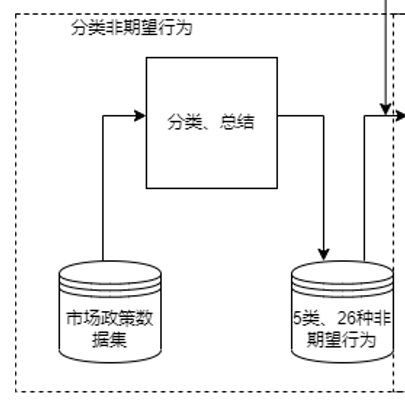 分类非期望行为
分类、总结
市场政策数
据集
5类、26种非
期望行为